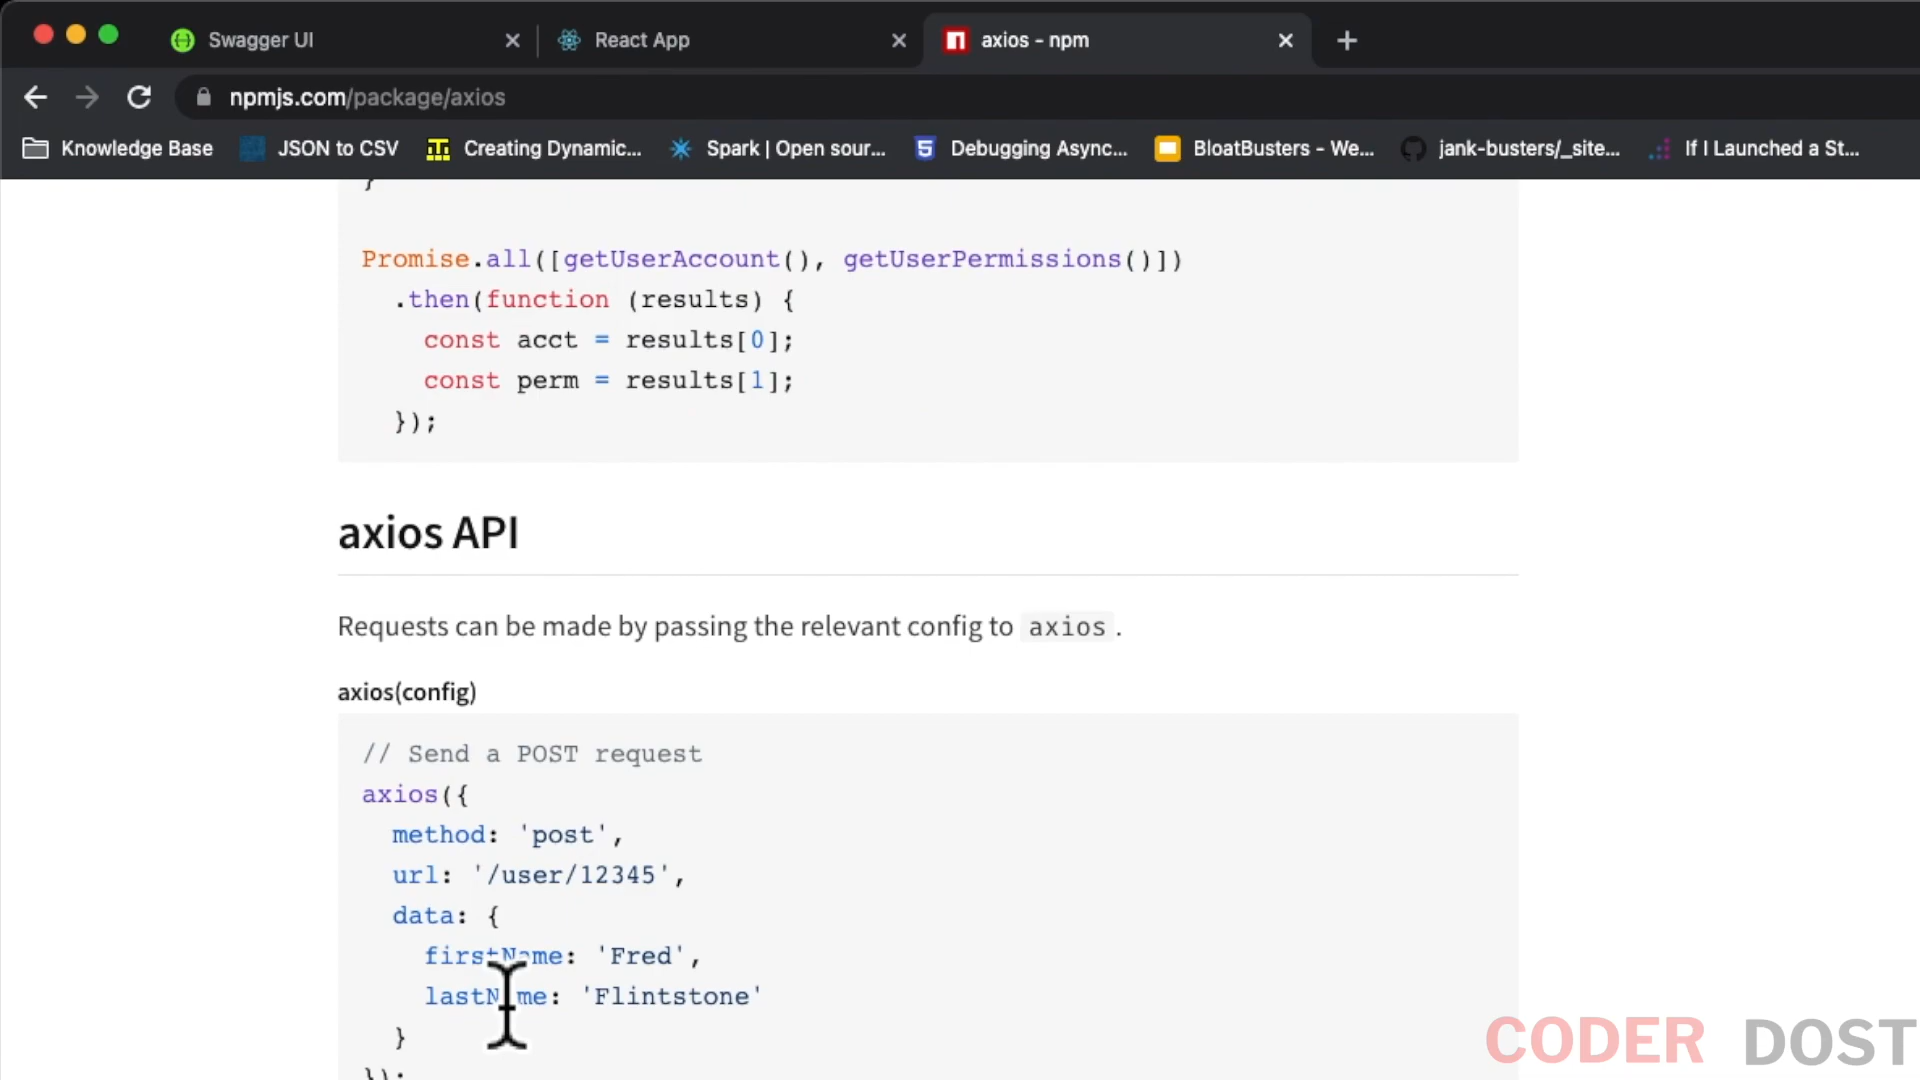 Swagger UI
React App
axios - npm
npmjs.com/package/axios
Knowledge Base
JSON to CSV
Creating Dynamic...
Spark | Open sour...
Debugging Async...
BloatBusters - We...
jank-busters/_site...
If I Launched a St...
}
Promise.all([getUserAccount(), getUserPermissions()])
.then(function (results) {
const acct = results[0];
const perm = results[1];
});
axios API
Requests can be made by passing the relevant config to axios.
axios(config)
// Send a POST request
axios({
method: 'post',
url: '/user/12345',
data: {
firstName: 'Fred',
lastName: 'Flintstone'
}
});
CODER DOST